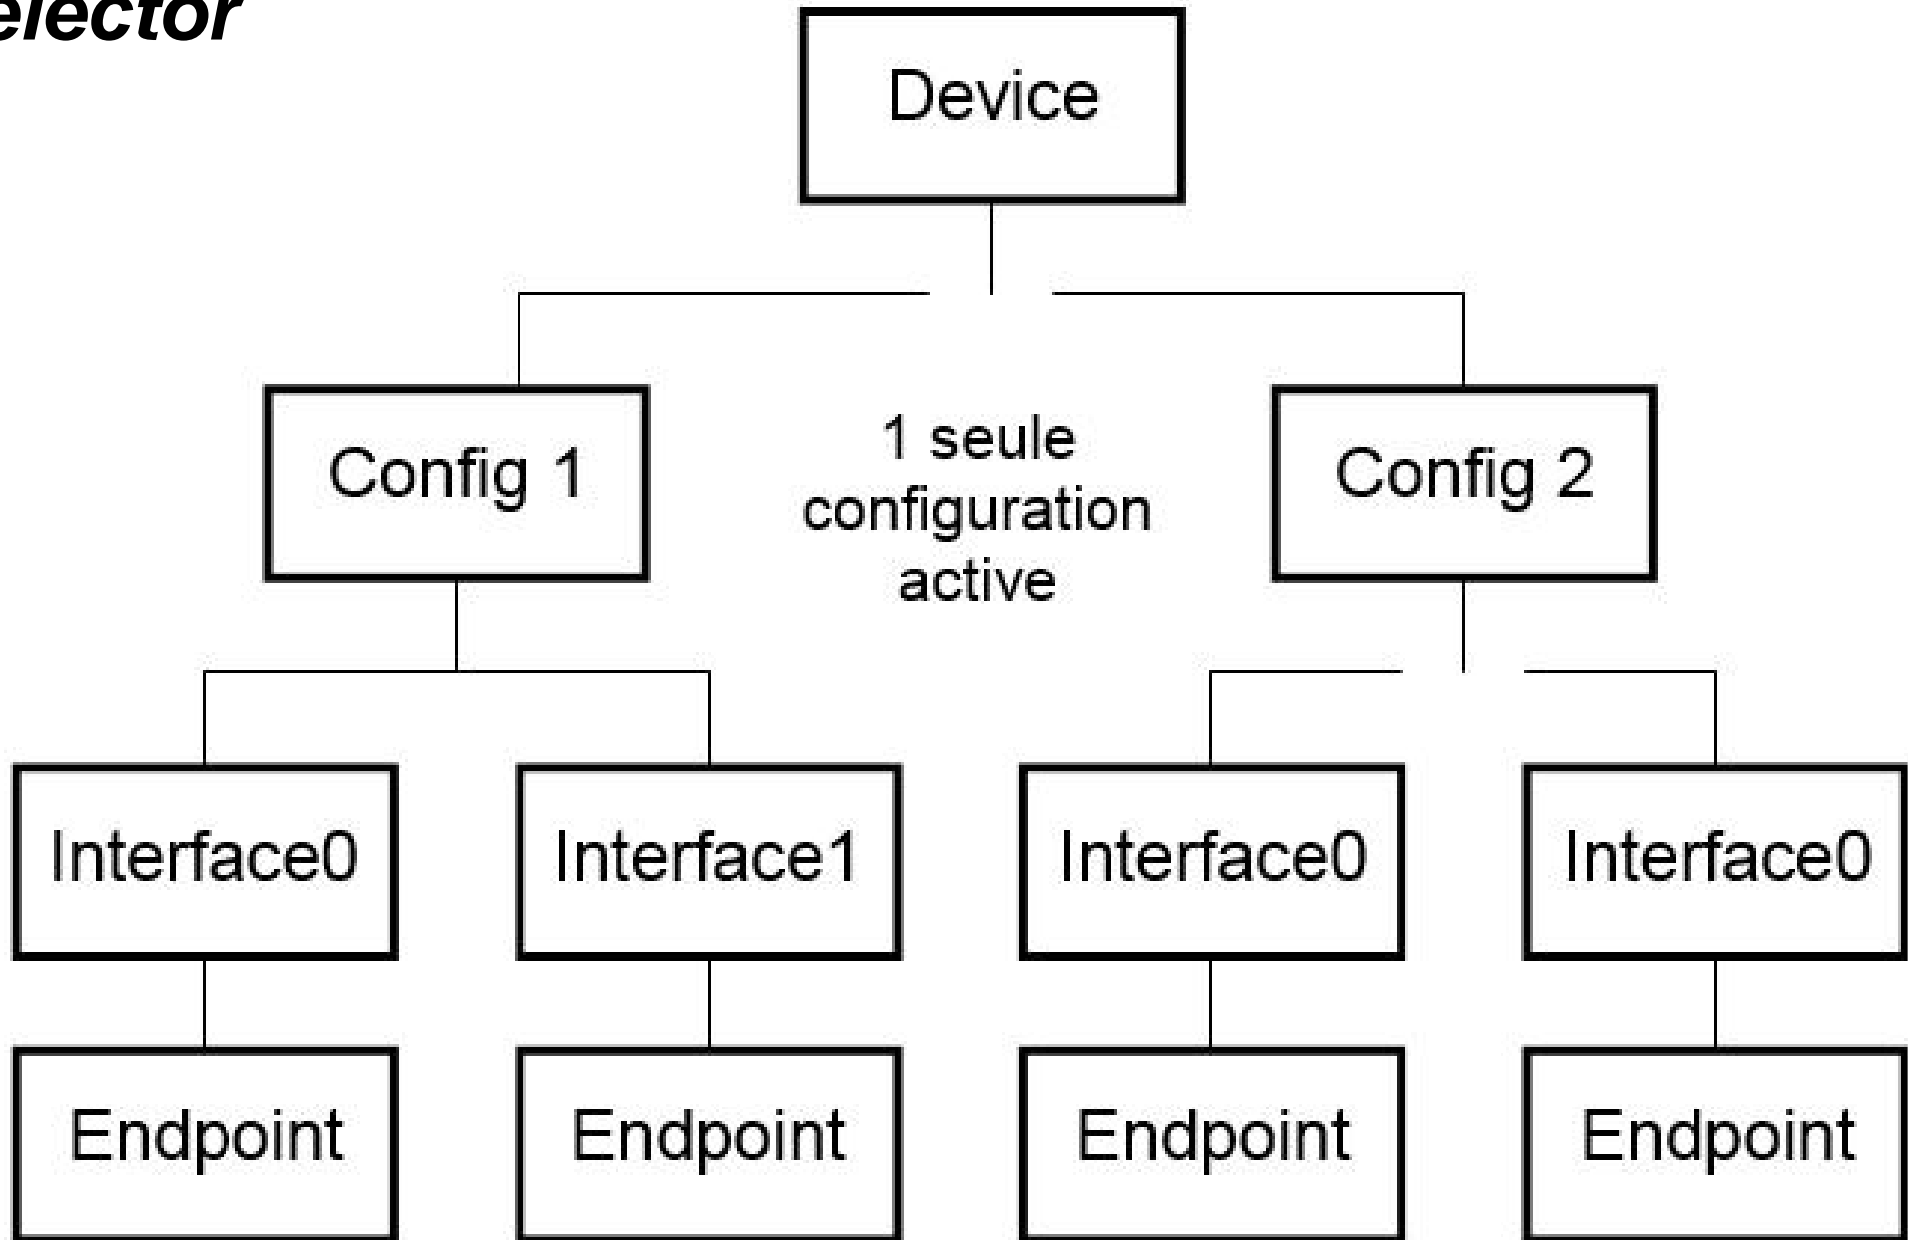 elector
Device
Config 1
1 seule
configuration
active
Config 2
Interface0
Interface1
Interface0
Interface0
Endpoint
Endpoint
Endpoint
Endpoint